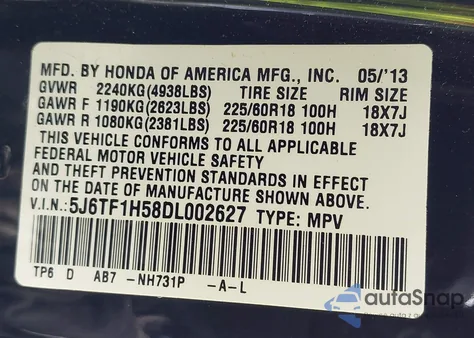 MFD. BY HONDA OF AMERICA MFG., INC. 05/'13
GVWR 2240KG(4938LBS) TIRE SIZE RIM SIZE
GAWR F 1190KG(2623LBS) 225/60R18 100H 18X7J
GAWR R 1080KG(2381LBS) 225/60R18 100H 18X7J
THIS VEHICLE CONFORMS TO ALL APPLICABLE
FEDERAL MOTOR VEHICLE SAFETY
AND THEFT PREVENTION STANDARDS IN EFFECT
ON THE DATE OF MANUFACTURE SHOWN ABOVE.
V.I.N.: 5J6TF1H58DL002627 TYPE: MPV
TP6 D AB7 -NH731P -A-L
autoSnap